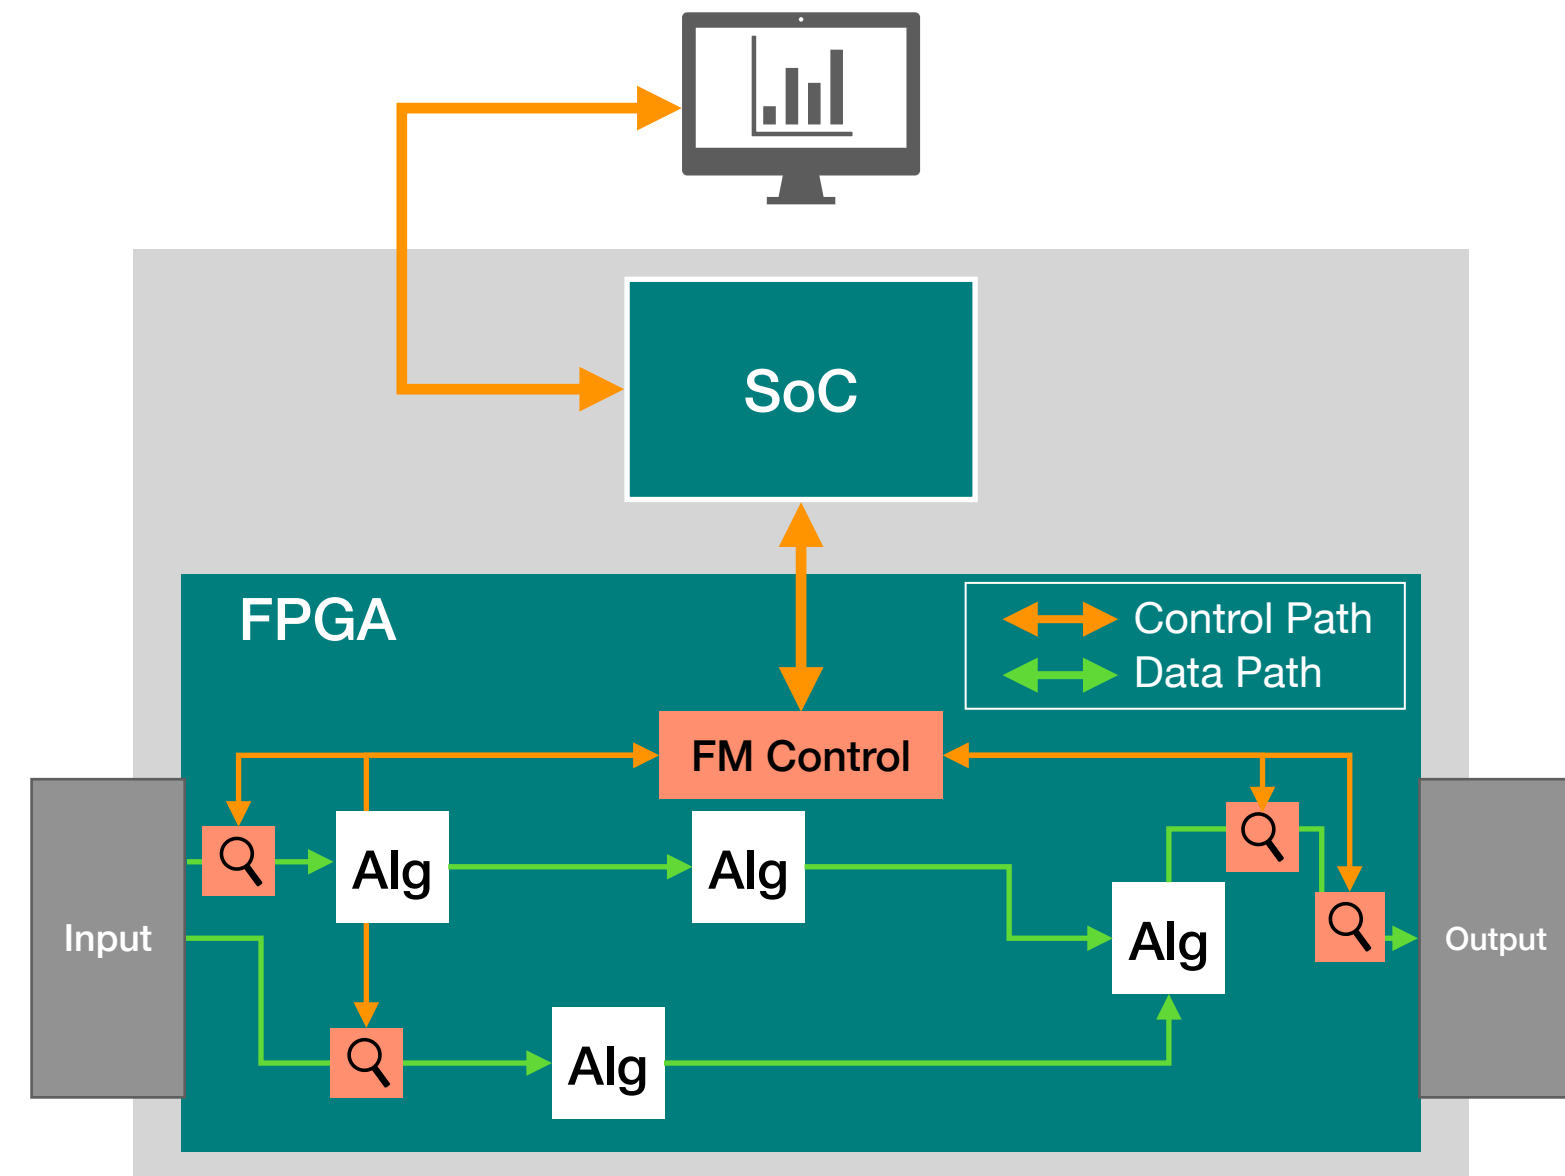 SoC
FPGA
Control Path
Data Path
FM Control
Alg
Alg
Input
Alg
Output
Alg